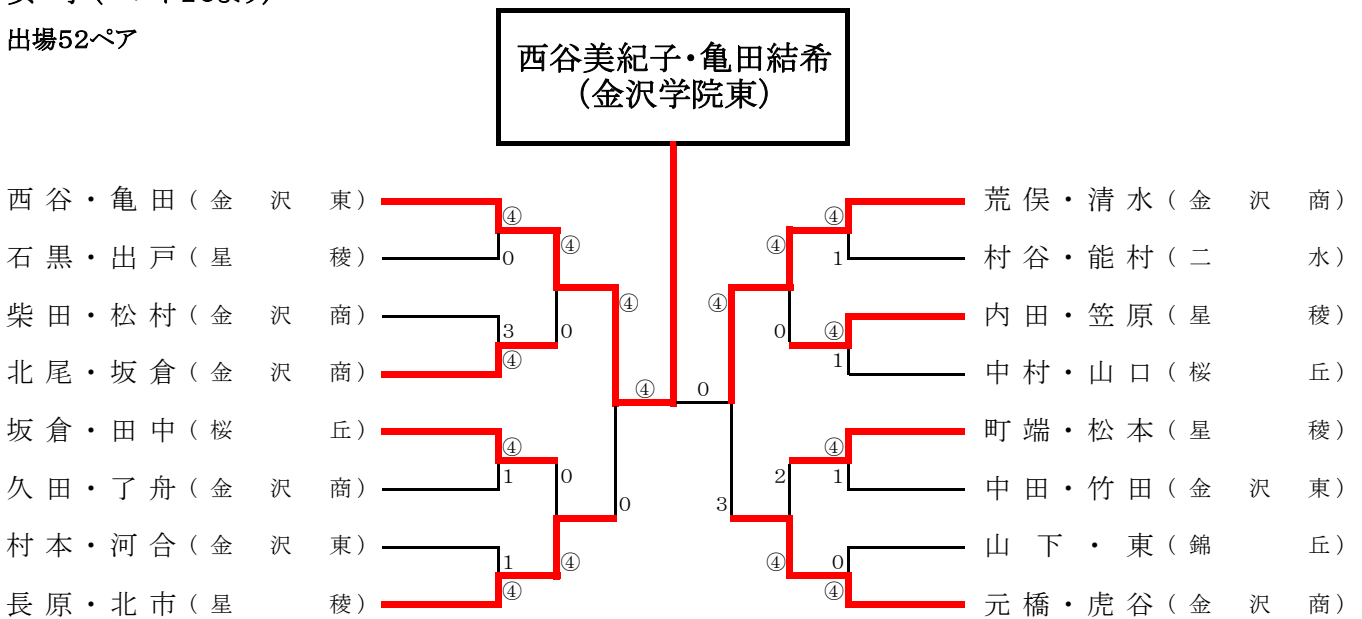 出場52ペア
西谷美紀子・亀田結希
(金沢学院東)
西谷・亀田(金沢東)
④
石黒・出戸(星稜)
0
④
柴田・松村(金沢商)
3
0
北尾・坂倉(金沢商)
④
④
坂倉・田中(桜丘)
④
久田・了舟(金沢商)
1
0
村本・河合(金沢東)
1
④
長原・北市(星稜)
④
0
④
0
荒俣・清水(金沢商)
④
村谷・能村(二水)
1
④
内田・笠原(星稜)
④
0
中村・山口(桜丘)
1
④
町端・松本(星稜)
④
中田・竹田(金沢東)
1
2
山下・東(錦丘)
0
④
元橋・虎谷(金沢商)
④
3